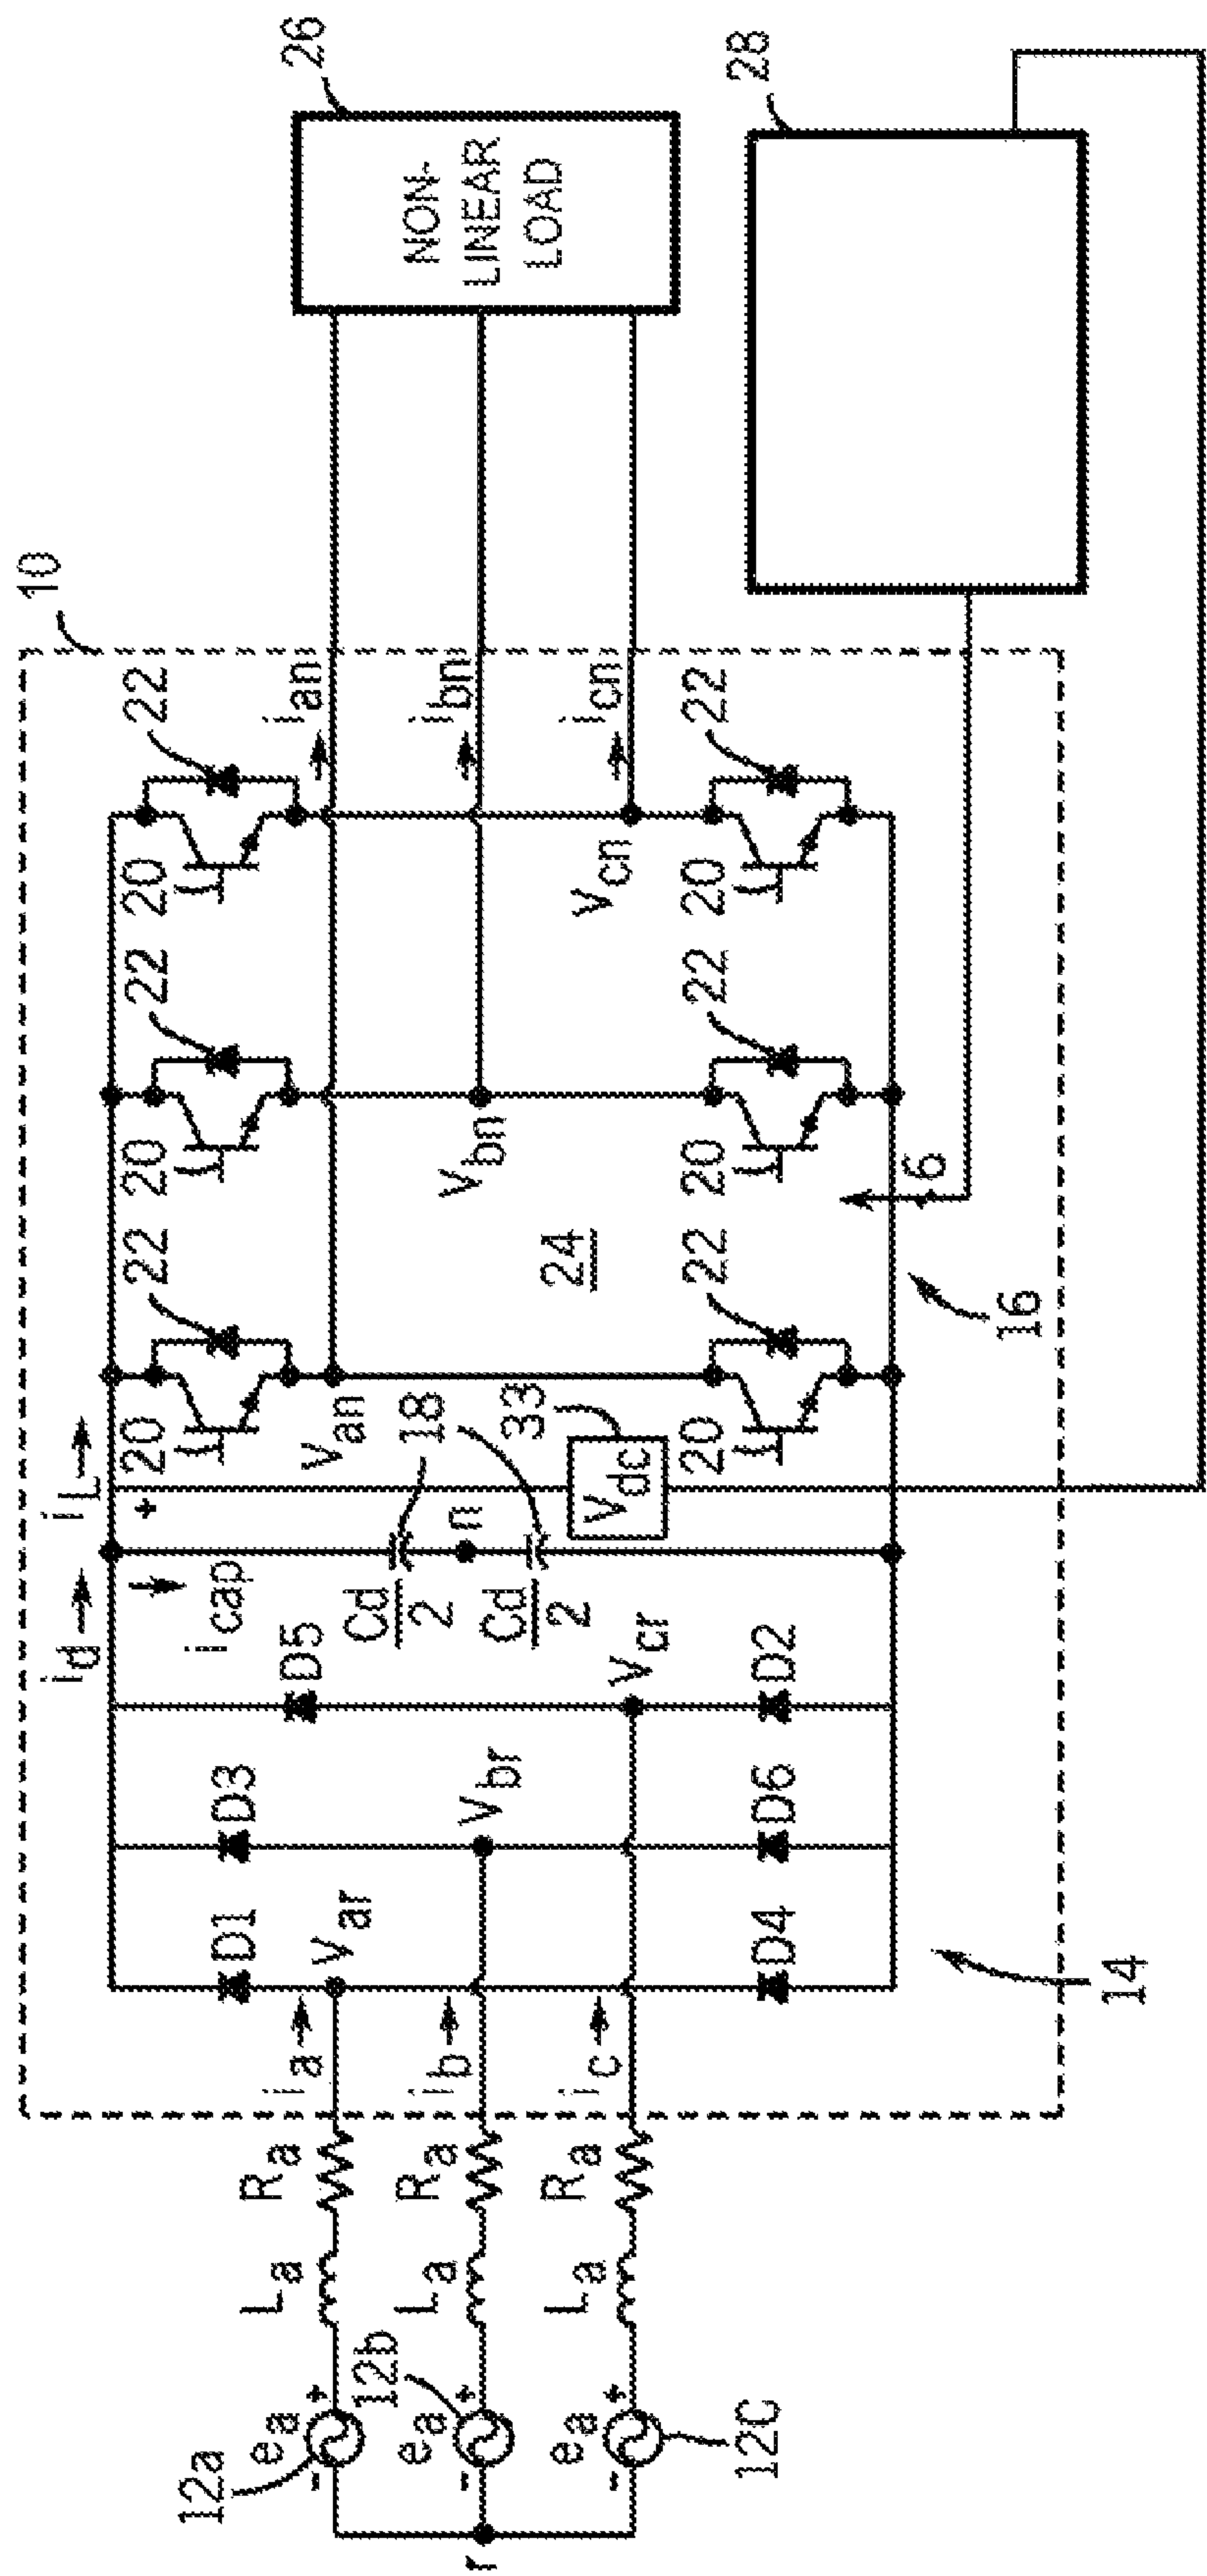 10
26
NON-
LINEAR
LOAD
28
i_d
i_L
+
20
22
20
22
20
22
i_an
i_bn
i_cn
D1
D3
D5
i_cap
V_an
V_bn
V_cn
12a
e_a
-
+
L_a
R_a
i_a
V_ar
12b
e_a
-
+
L_a
R_a
i_b
V_br
12C
e_a
-
+
L_a
R_a
i_c
V_cr
r
Cd
2
n
Cd
2
18
33
V_dc
24
20
22
20
22
20
22
D4
D6
D2
6
14
16